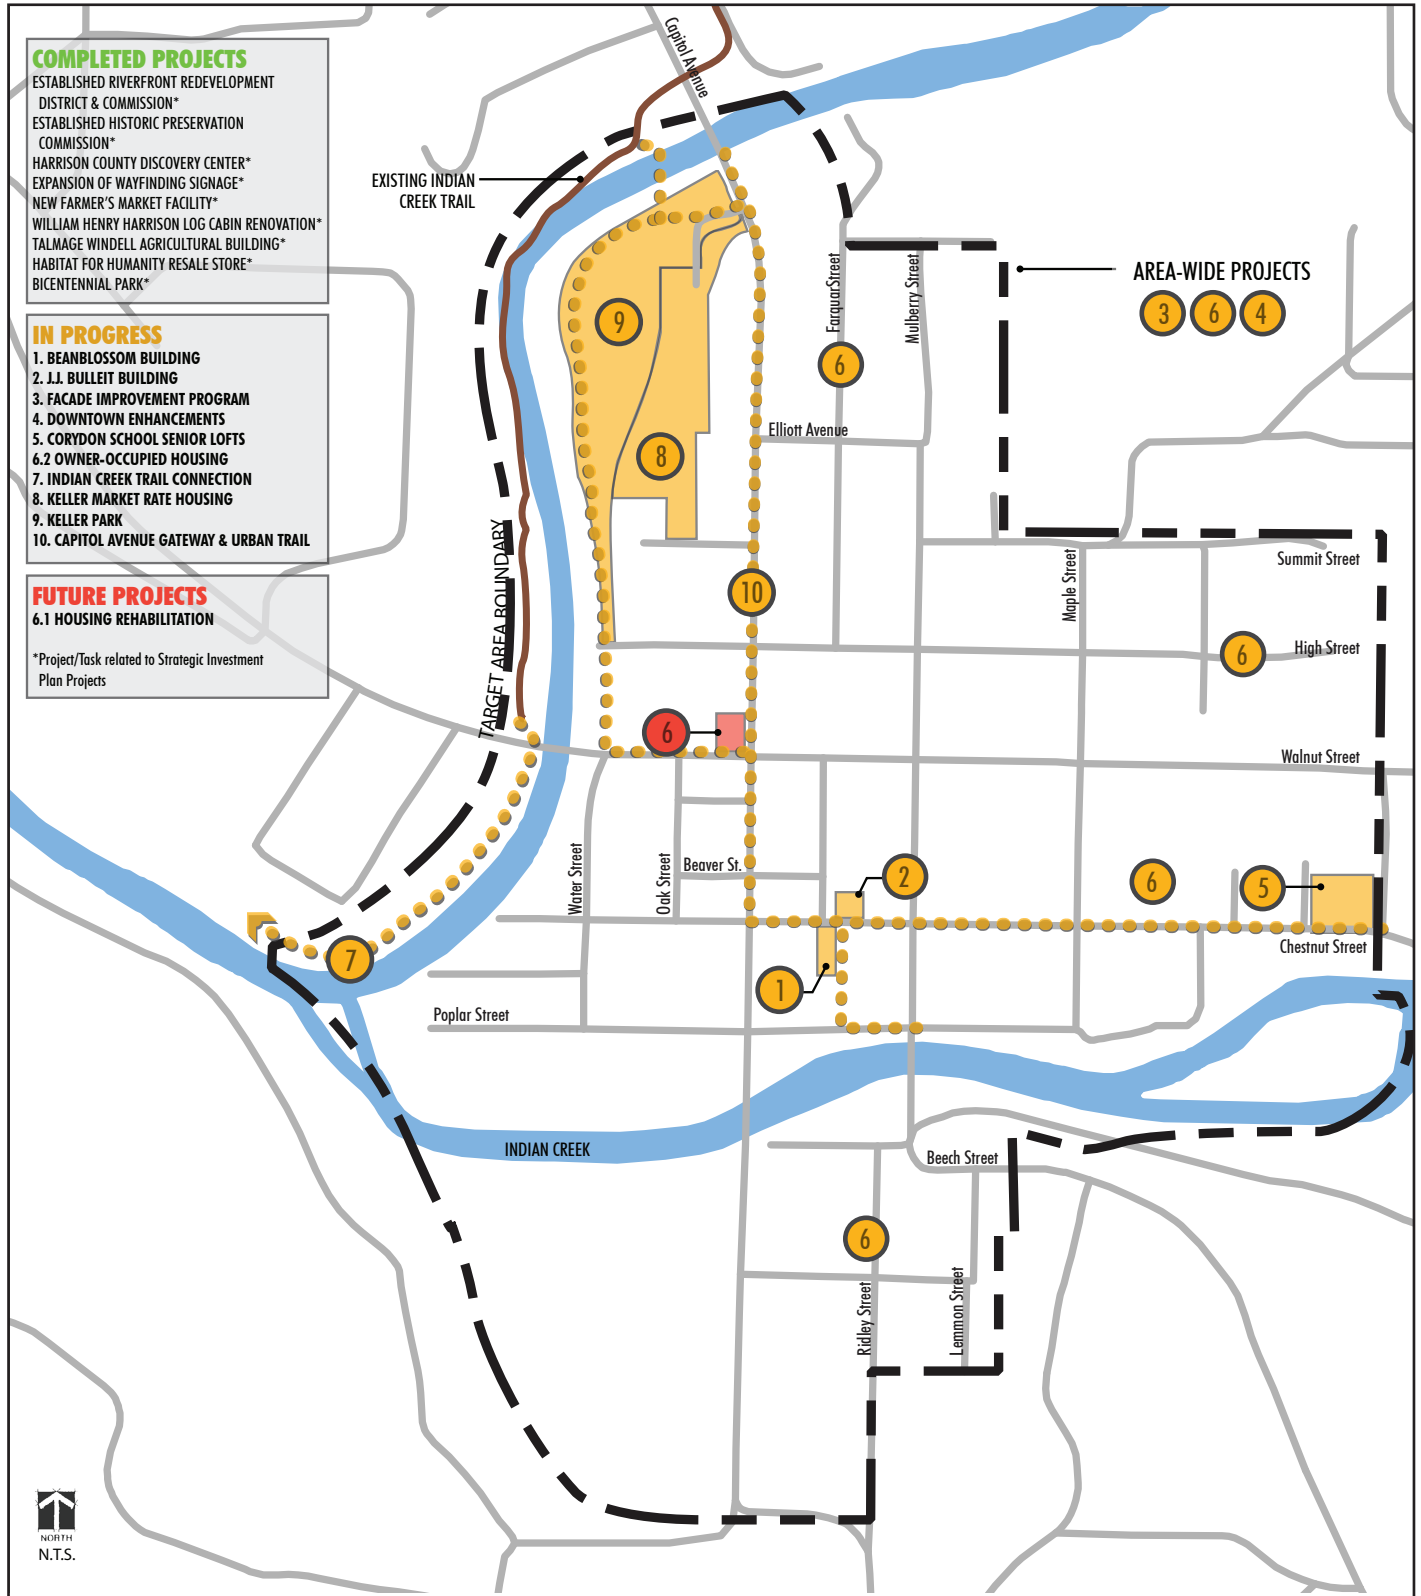 COMPLETED PROJECTS
ESTABLISHED RIVERFRONT REDEVELOPMENT
DISTRICT & COMMISSION*
ESTABLISHED HISTORIC PRESERVATION
COMMISSION*
HARRISON COUNTY DISCOVERY CENTER*
EXPANSION OF WAYFINDING SIGNAGE*
NEW FARMER'S MARKET FACILITY*
WILLIAM HENRY HARRISON LOG CABIN RENOVATION*
TALMAGE WINDELL AGRICULTURAL BUILDING*
HABITAT FOR HUMANITY RESALE STORE*
BICENTENNIAL PARK*
IN PROGRESS
1. BEANBLOSSOM BUILDING
2. J.J. BULLEIT BUILDING
3. FACADE IMPROVEMENT PROGRAM
4. DOWNTOWN ENHANCEMENTS
5. CORYDON SCHOOL SENIOR LOFTS
6.2 OWNER-OCCUPIED HOUSING
7. INDIAN CREEK TRAIL CONNECTION
8. KELLER MARKET RATE HOUSING
9. KELLER PARK
10. CAPITOL AVENUE GATEWAY & URBAN TRAIL
FUTURE PROJECTS
6.1 HOUSING REHABILITATION
*Project/Task related to Strategic Investment
Plan Projects
Capitol Avenue
EXISTING INDIAN
CREEK TRAIL
AREA-WIDE PROJECTS
3 6 4
Farquar Street
Mulberry Street
9
6
Elliott Avenue
8
TARGET AREA BOUNDARY
Summit Street
Maple Street
10
High Street
6
6
Walnut Street
Water Street
Oak Street
Beaver St.
2
6
5
Chestnut Street
7
1
Poplar Street
INDIAN CREEK
Beech Street
6
Ridley Street
Lemmon Street
NORTH
N.T.S.